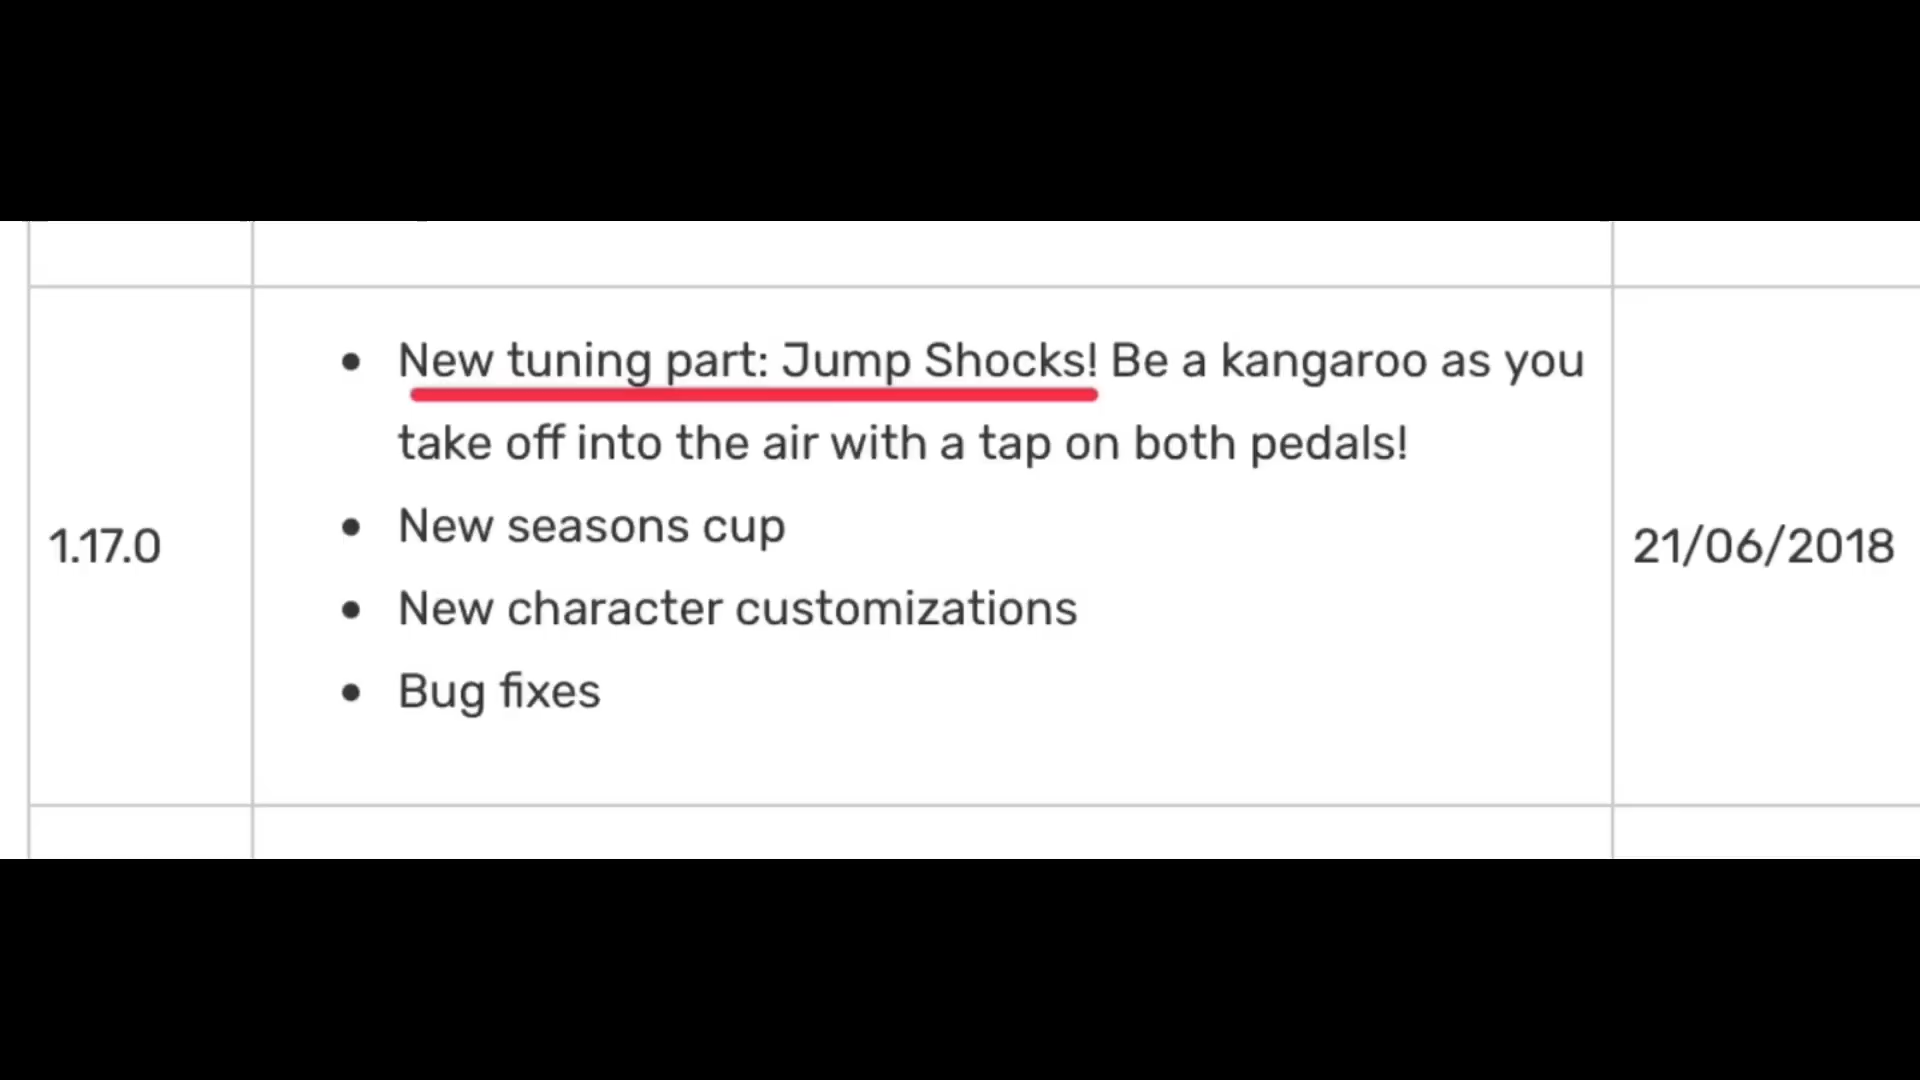 1.17.0
New tuning part: Jump Shocks! Be a kangaroo as you
take off into the air with a tap on both pedals!
New seasons cup
New character customizations
Bug fixes
21/06/2018